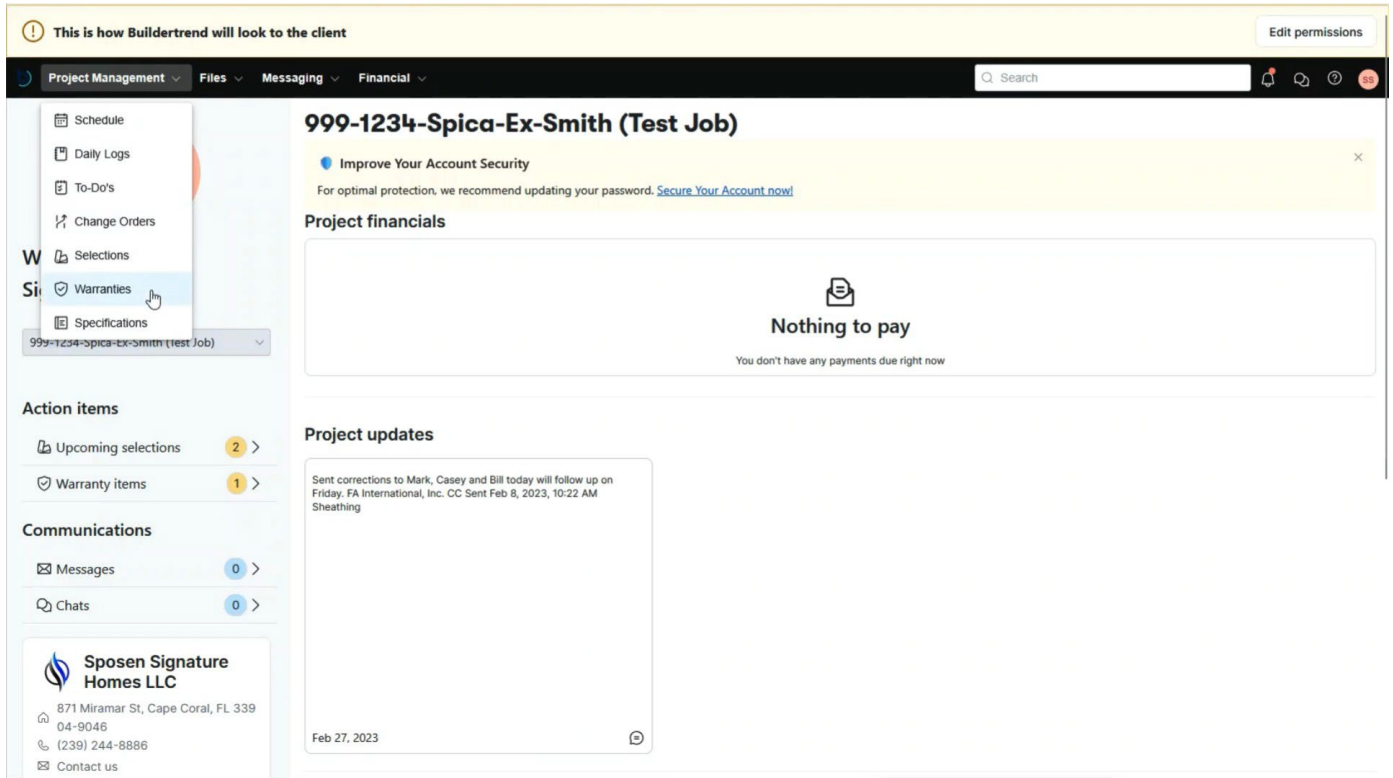 This is how Buildertrend will look to the client
Edit permissions
Project Management
Files
Messaging
Financial
Search
SS
Schedule
Daily Logs
To-Do's
Change Orders
Selections
Warranties
Specifications
W
Si
999-1234-Spica-Ex-Smith (Test Job)
Action items
Upcoming selections 2
Warranty items 1
Communications
Messages 0
Chats 0
Sposen Signature
Homes LLC
871 Miramar St, Cape Coral, FL 339
04-9046
(239) 244-8886
Contact us
999-1234-Spica-Ex-Smith (Test Job)
Improve Your Account Security
For optimal protection, we recommend updating your password. Secure Your Account now!
Project financials
Nothing to pay
You don't have any payments due right now
Project updates
Sent corrections to Mark, Casey and Bill today will follow up on
Friday. FA International, Inc. CC Sent Feb 8, 2023, 10:22 AM
Sheathing
Feb 27, 2023